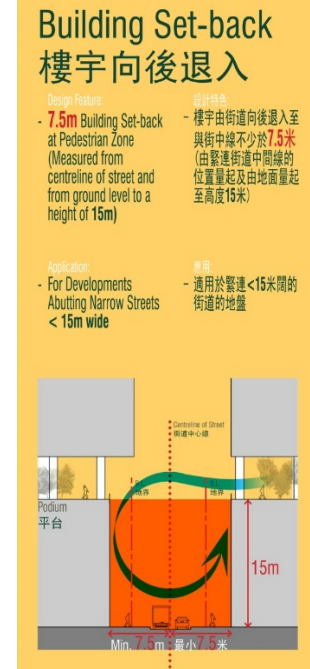 Building Set-back
樓宇向後退入
Design Feature:
- 7.5m Building Set-back
at Pedestrian Zone
(Measured from
centreline of street and
from ground level to a
height of 15m)
設計特色:
- 樓宇由街道向後退入至
與街中線不少於7.5米
(由緊連街道中間線的
位置量起及由地面量起
至高度15米)
Application:
- For Developments
Abutting Narrow Streets
< 15m wide
應用:
- 適用於緊連<15米闊的
街道的地盤
Centreline of Street
街道中心線
地界
地界
Podium
平台
15m
Min. 7.5m 最小7.5米